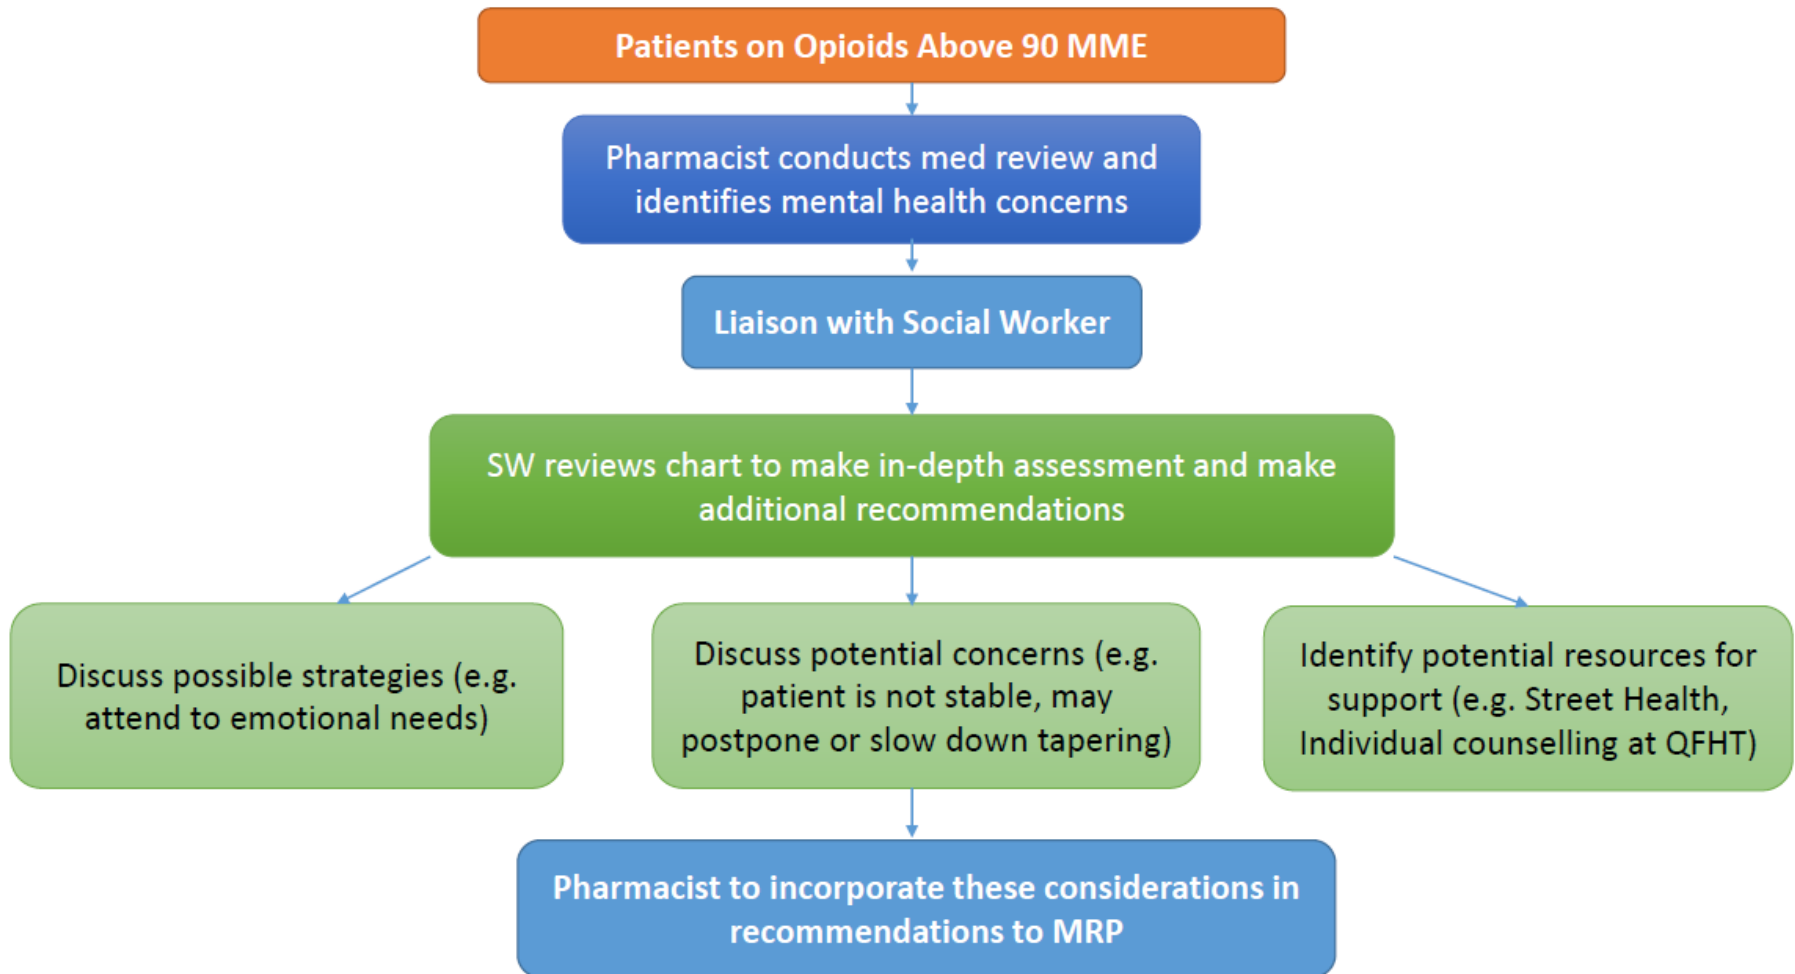 Patients on Opioids Above 90 MME
Pharmacist conducts med review and
identifies mental health concerns
Liaison with Social Worker
SW reviews chart to make in-depth assessment and make
additional recommendations
Discuss possible strategies (e.g.
attend to emotional needs)
Discuss potential concerns (e.g.
patient is not stable, may
postpone or slow down tapering)
Identify potential resources for
support (e.g. Street Health,
Individual counselling at QFHT)
Pharmacist to incorporate these considerations in
recommendations to MRP